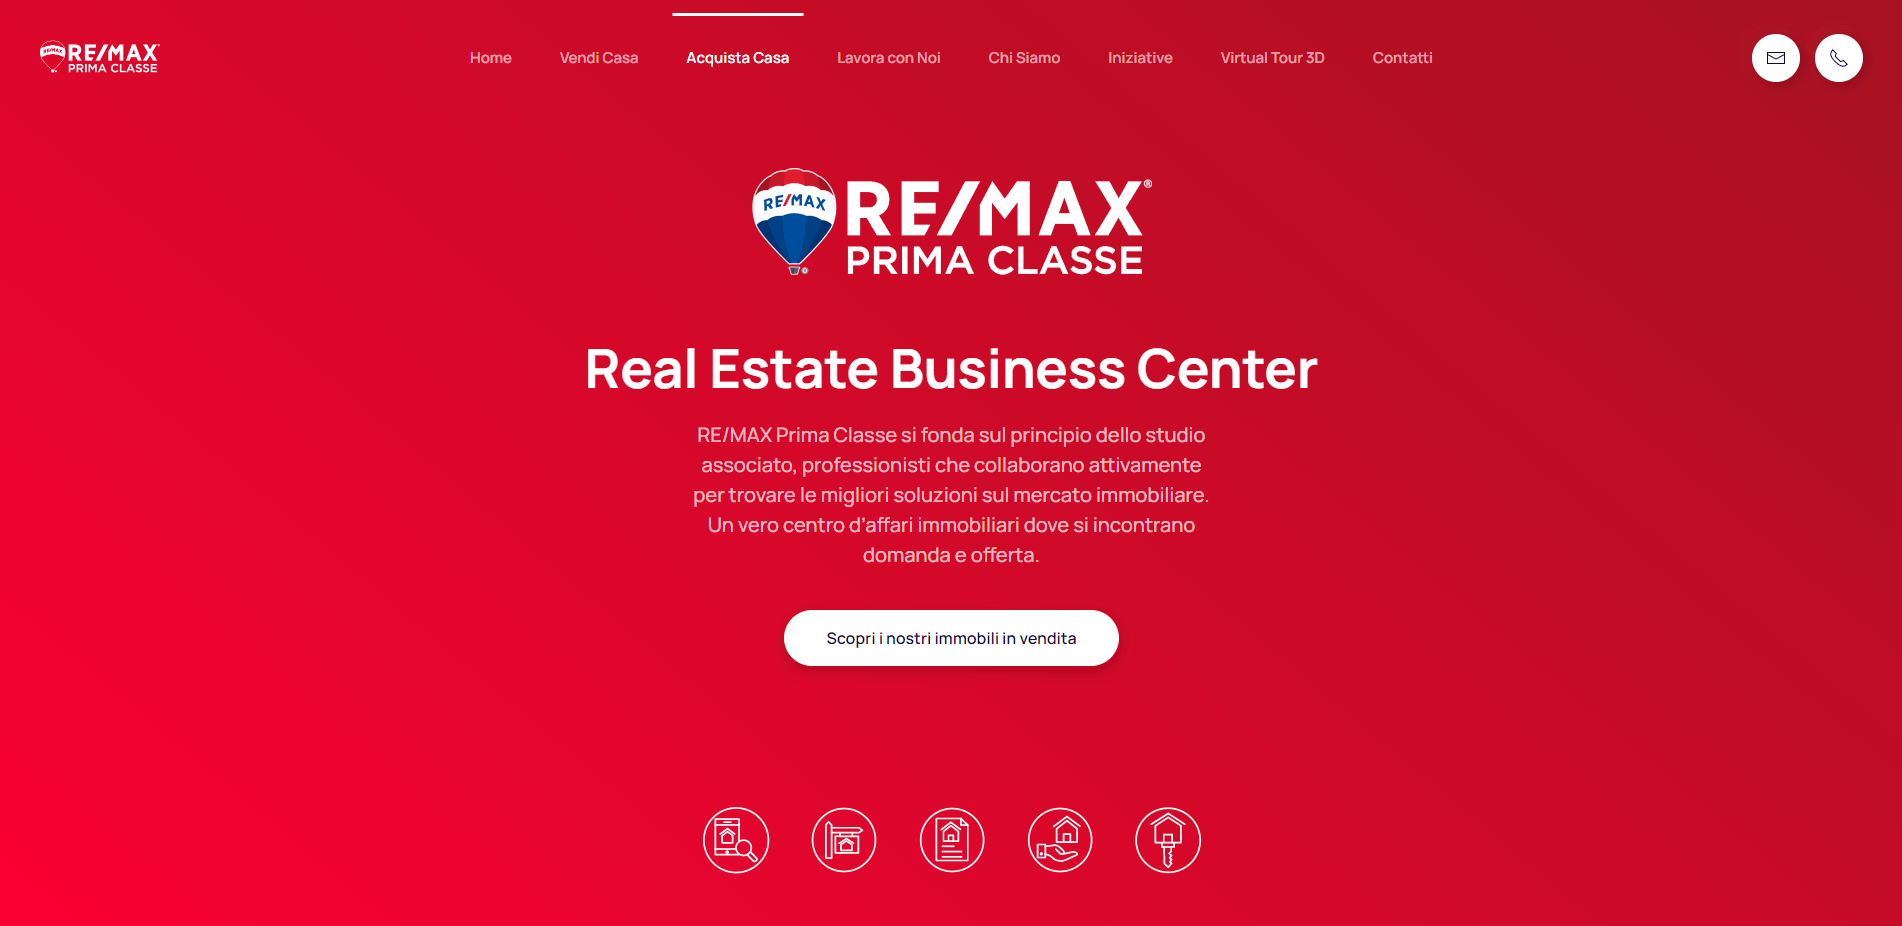 RE/MAX
PRIMA CLASSE
Home
Vendi Casa
Acquista Casa
Lavora con Noi
Chi Siamo
Iniziative
Virtual Tour 3D
Contatti
RE/MAX
RE/MAX®
PRIMA CLASSE
Real Estate Business Center
RE/MAX Prima Classe si fonda sul principio dello studio
associato, professionisti che collaborano attivamente
per trovare le migliori soluzioni sul mercato immobiliare.
Un vero centro d’affari immobiliari dove si incontrano
domanda e offerta.
Scopri i nostri immobili in vendita